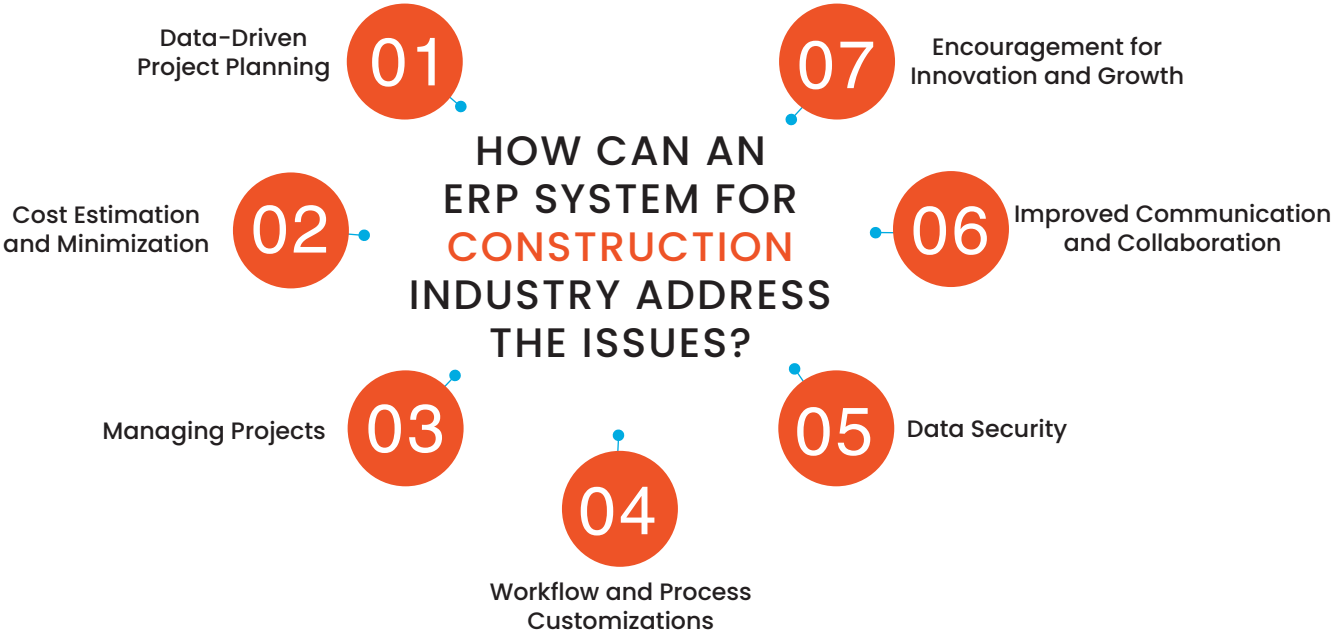 HOW CAN AN
ERP SYSTEM FOR
CONSTRUCTION
INDUSTRY ADDRESS
THE ISSUES?
01
Data-Driven
Project Planning
02
Cost Estimation
and Minimization
03
Managing Projects
04
Workflow and Process
Customizations
05
Data Security
06
Improved Communication
and Collaboration
07
Encouragement for
Innovation and Growth